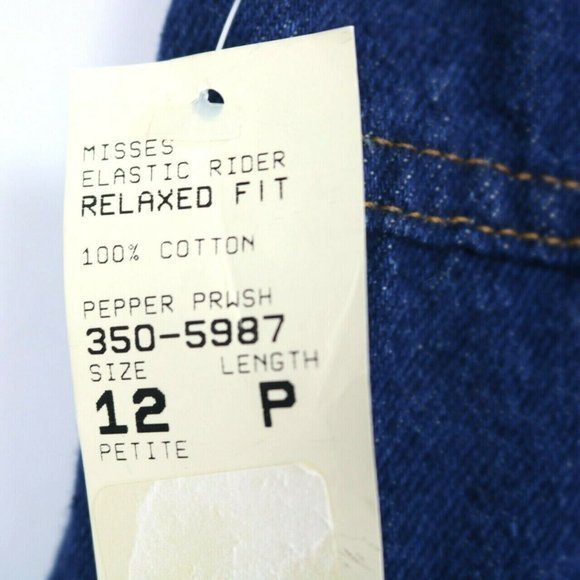 MISSES
ELASTIC RIDER
RELAXED FIT
100% COTTON
PEPPER PRWSH
350-5987
SIZE LENGTH
12 P
PETITE